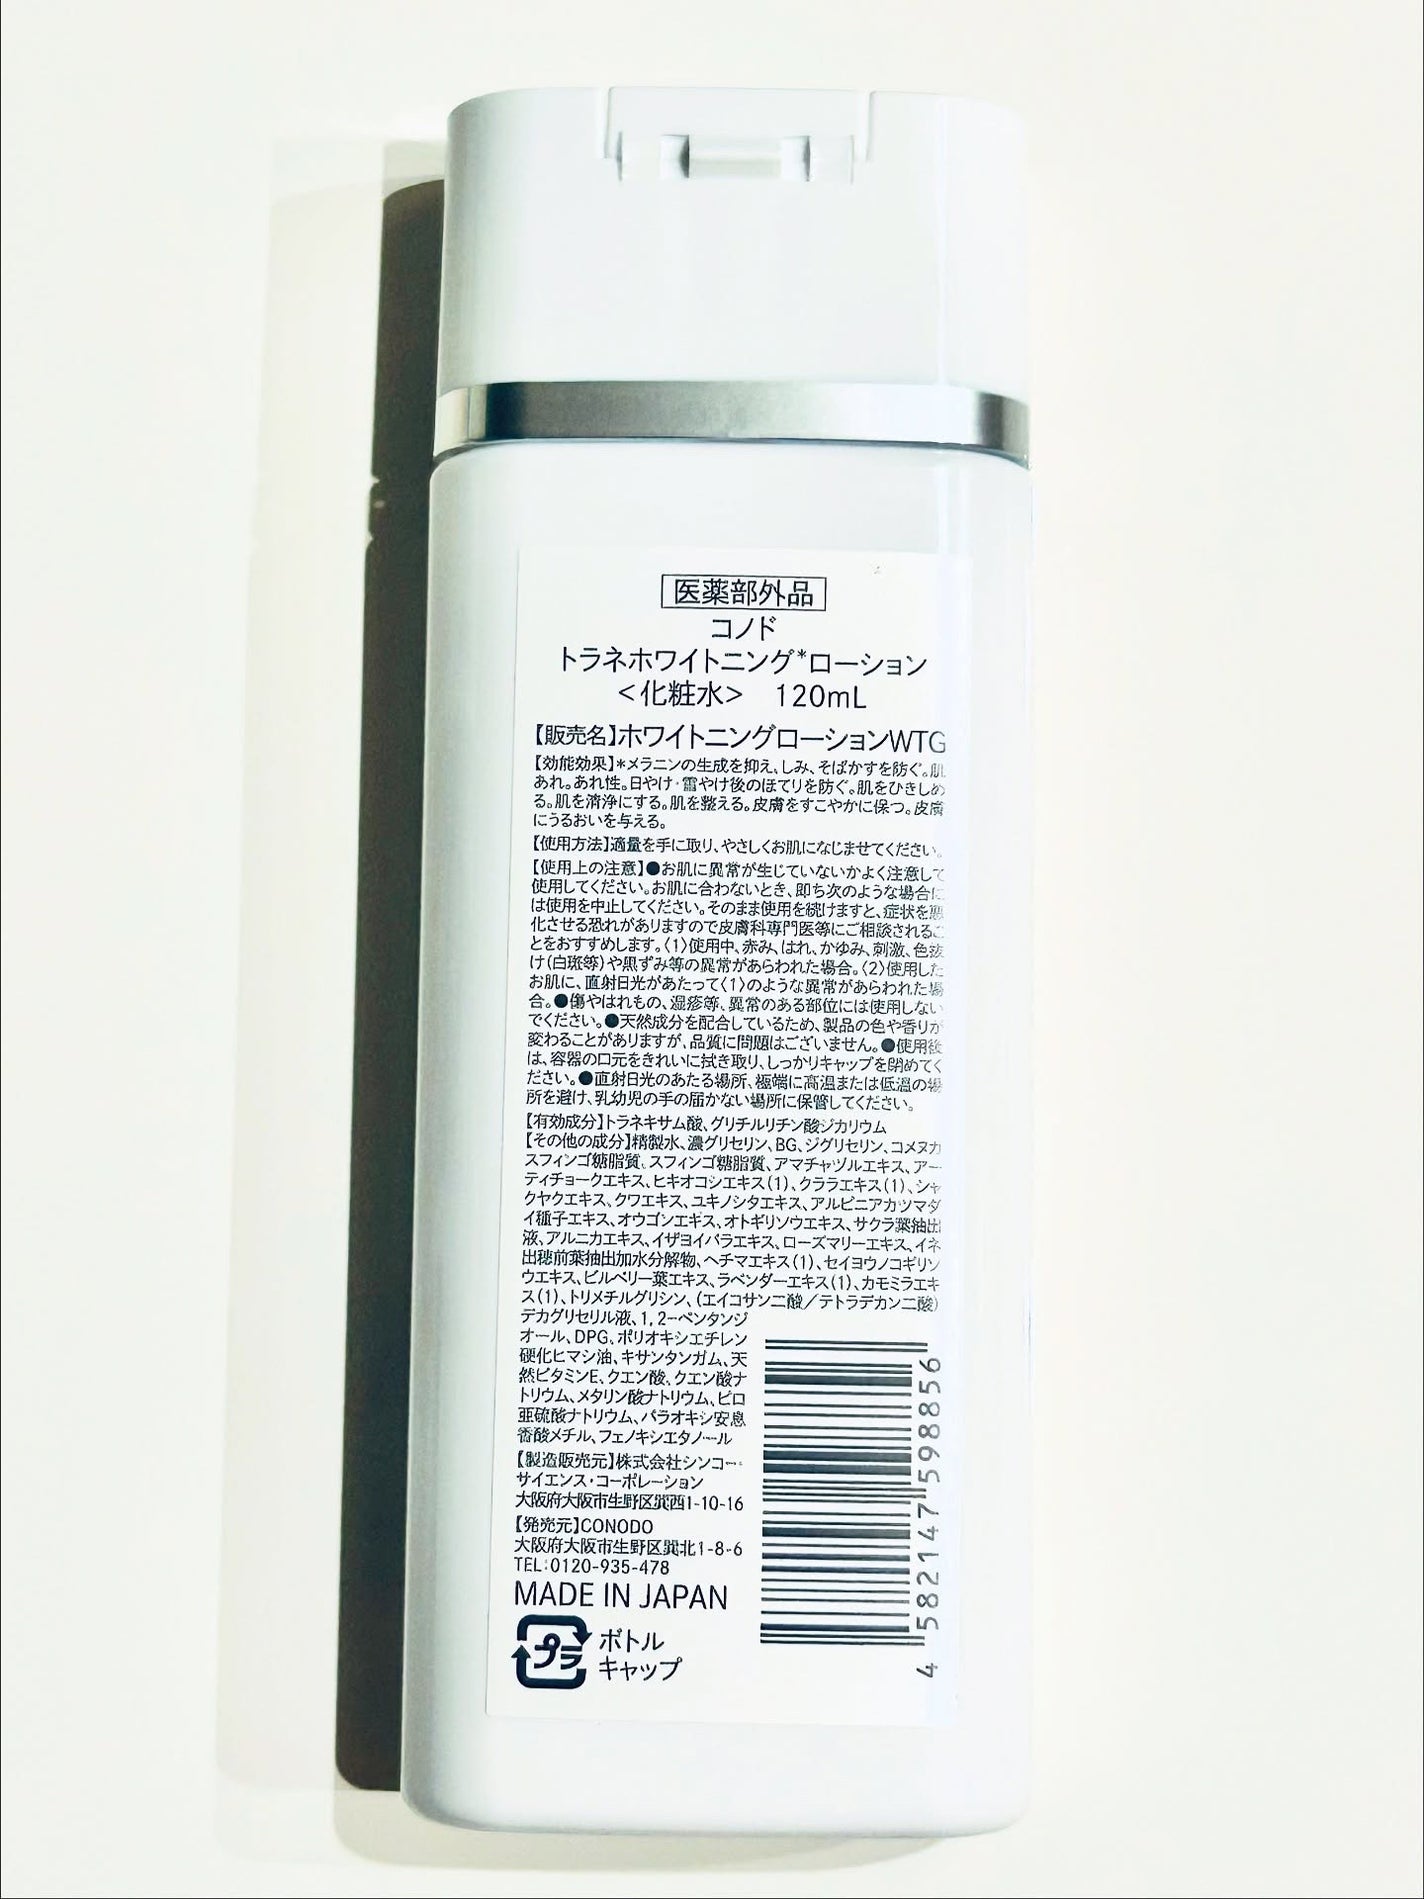 医薬部外品
コノド
トラネホワイトニング*ローション
<化粧水> 120mL
【販売名】ホワイトニングローションWTG
【効能効果】*メラニンの生成を抑え、しみ、そばかすを防ぐ。肌
あれ。あれ性。日やけ・雪やけ後のほてりを防ぐ。肌をひきしめ
る。肌を清浄にする。肌を整える。皮膚をすこやかに保つ。皮膚
にうるおいを与える。
【使用方法】適量を手に取り、やさしくお肌になじませてください。
【使用上の注意】●お肌に異常が生じていないかよく注意して
使用してください。お肌に合わないとき、即ち次のような場合に
は使用を中止してください。そのまま使用を続けますと、症状を悪
化させる恐れがありますので皮膚科専門医等にご相談されるこ
とをおすすめします。〈1〉使用中、赤み、はれ、かゆみ、刺激、色抜
け(白斑等)や黒ずみ等の異常があらわれた場合。〈2〉使用した
お肌に、直射日光があたって〈1〉のような異常があらわれた場
合。●傷やはれもの、湿疹等、異常のある部位には使用しない
でください。●天然成分を配合しているため、製品の色や香りが
変わることがありますが、品質に問題はございません。●使用後
は、容器の口元をきれいに拭き取り、しっかりキャップを閉めてく
ださい。●直射日光のあたる場所、極端に高温または低温の場
所を避け、乳幼児の手の届かない場所に保管してください。
【有効成分】トラネキサム酸、グリチルリチン酸ジカリウム
【その他の成分】精製水、濃グリセリン、BG、ジグリセリン、コメヌカ
スフィンゴ糖脂質、スフィンゴ糖脂質、アマチャヅルエキス、アー
ティチョークエキス、ヒキオコシエキス(1)、クララエキス(1)、シャ
クヤクエキス、クワエキス、ユキノシタエキス、アルピニアカツマダ
イ種子エキス、オウゴンエキス、オトギリソウエキス、サクラ葉抽出
液、アルニカエキス、イザヨイバラエキス、ローズマリーエキス、イネ
出穂前葉抽出加水分解物、ヘチマエキス(1)、セイヨウノコギリソ
ウエキス、ビルベリー葉エキス、ラベンダーエキス(1)、カモミラエキ
ス(1)、トリメチルグリシン、(エイコサン二酸/テトラデカン二酸)
デカグリセリル液、1,2-ペンタンジ
オール、DPG、ポリオキシエチレン
硬化ヒマシ油、キサンタンガム、天
然ビタミンE、クエン酸、クエン酸ナ
トリウム、メタリン酸ナトリウム、ピロ
亜硫酸ナトリウム、パラオキシ安息
香酸メチル、フェノキシエタノール
【製造販売元】株式会社シンコー・
サイエンス・コーポレーション
大阪府大阪市生野区巽西1-10-16
【発売元】CONODO
大阪府大阪市生野区巽北1-8-6
TEL:0120-935-478
MADE IN JAPAN
プラ
ボトル
キャップ
4 582147 598856